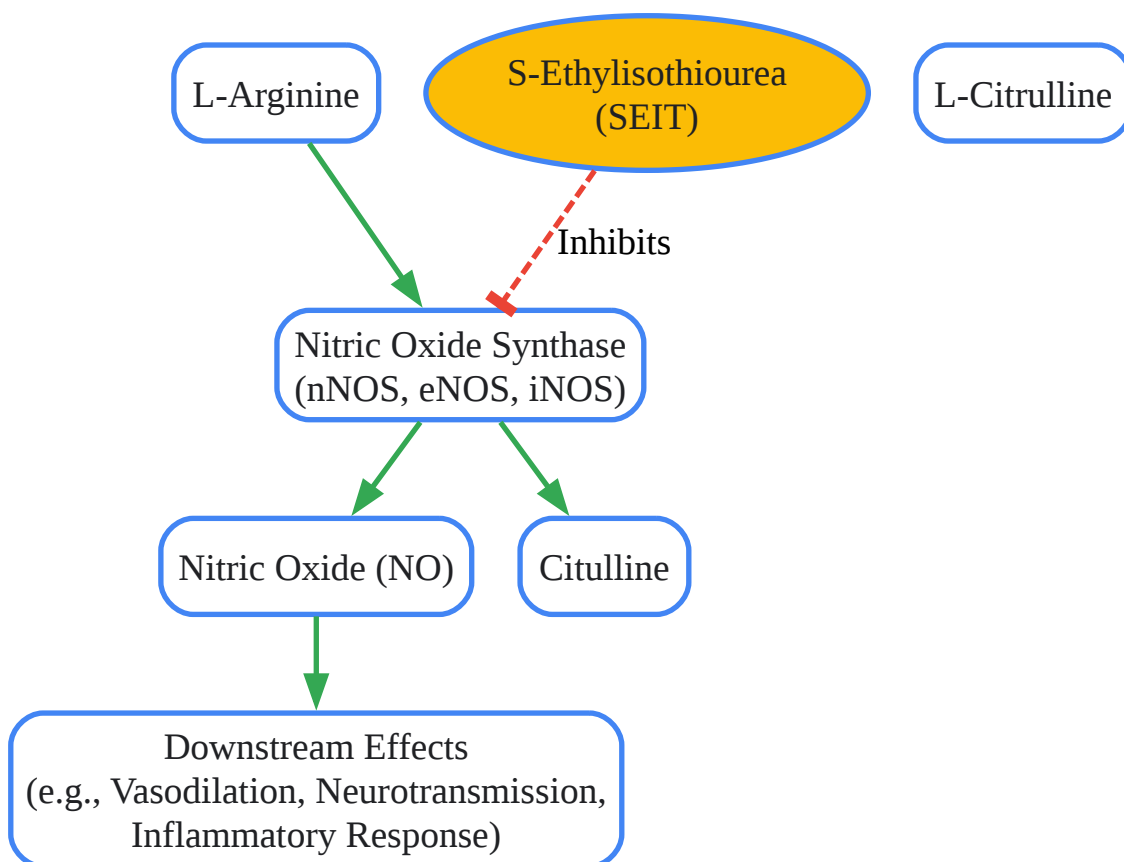 L-Arginine
S-Ethylisothiourea
(SEIT)
L-Citrulline
Inhibits
Nitric Oxide Synthase
(nNOS, eNOS, iNOS)
Nitric Oxide (NO)
Citulline
Downstream Effects
(e.g., Vasodilation, Neurotransmission,
Inflammatory Response)